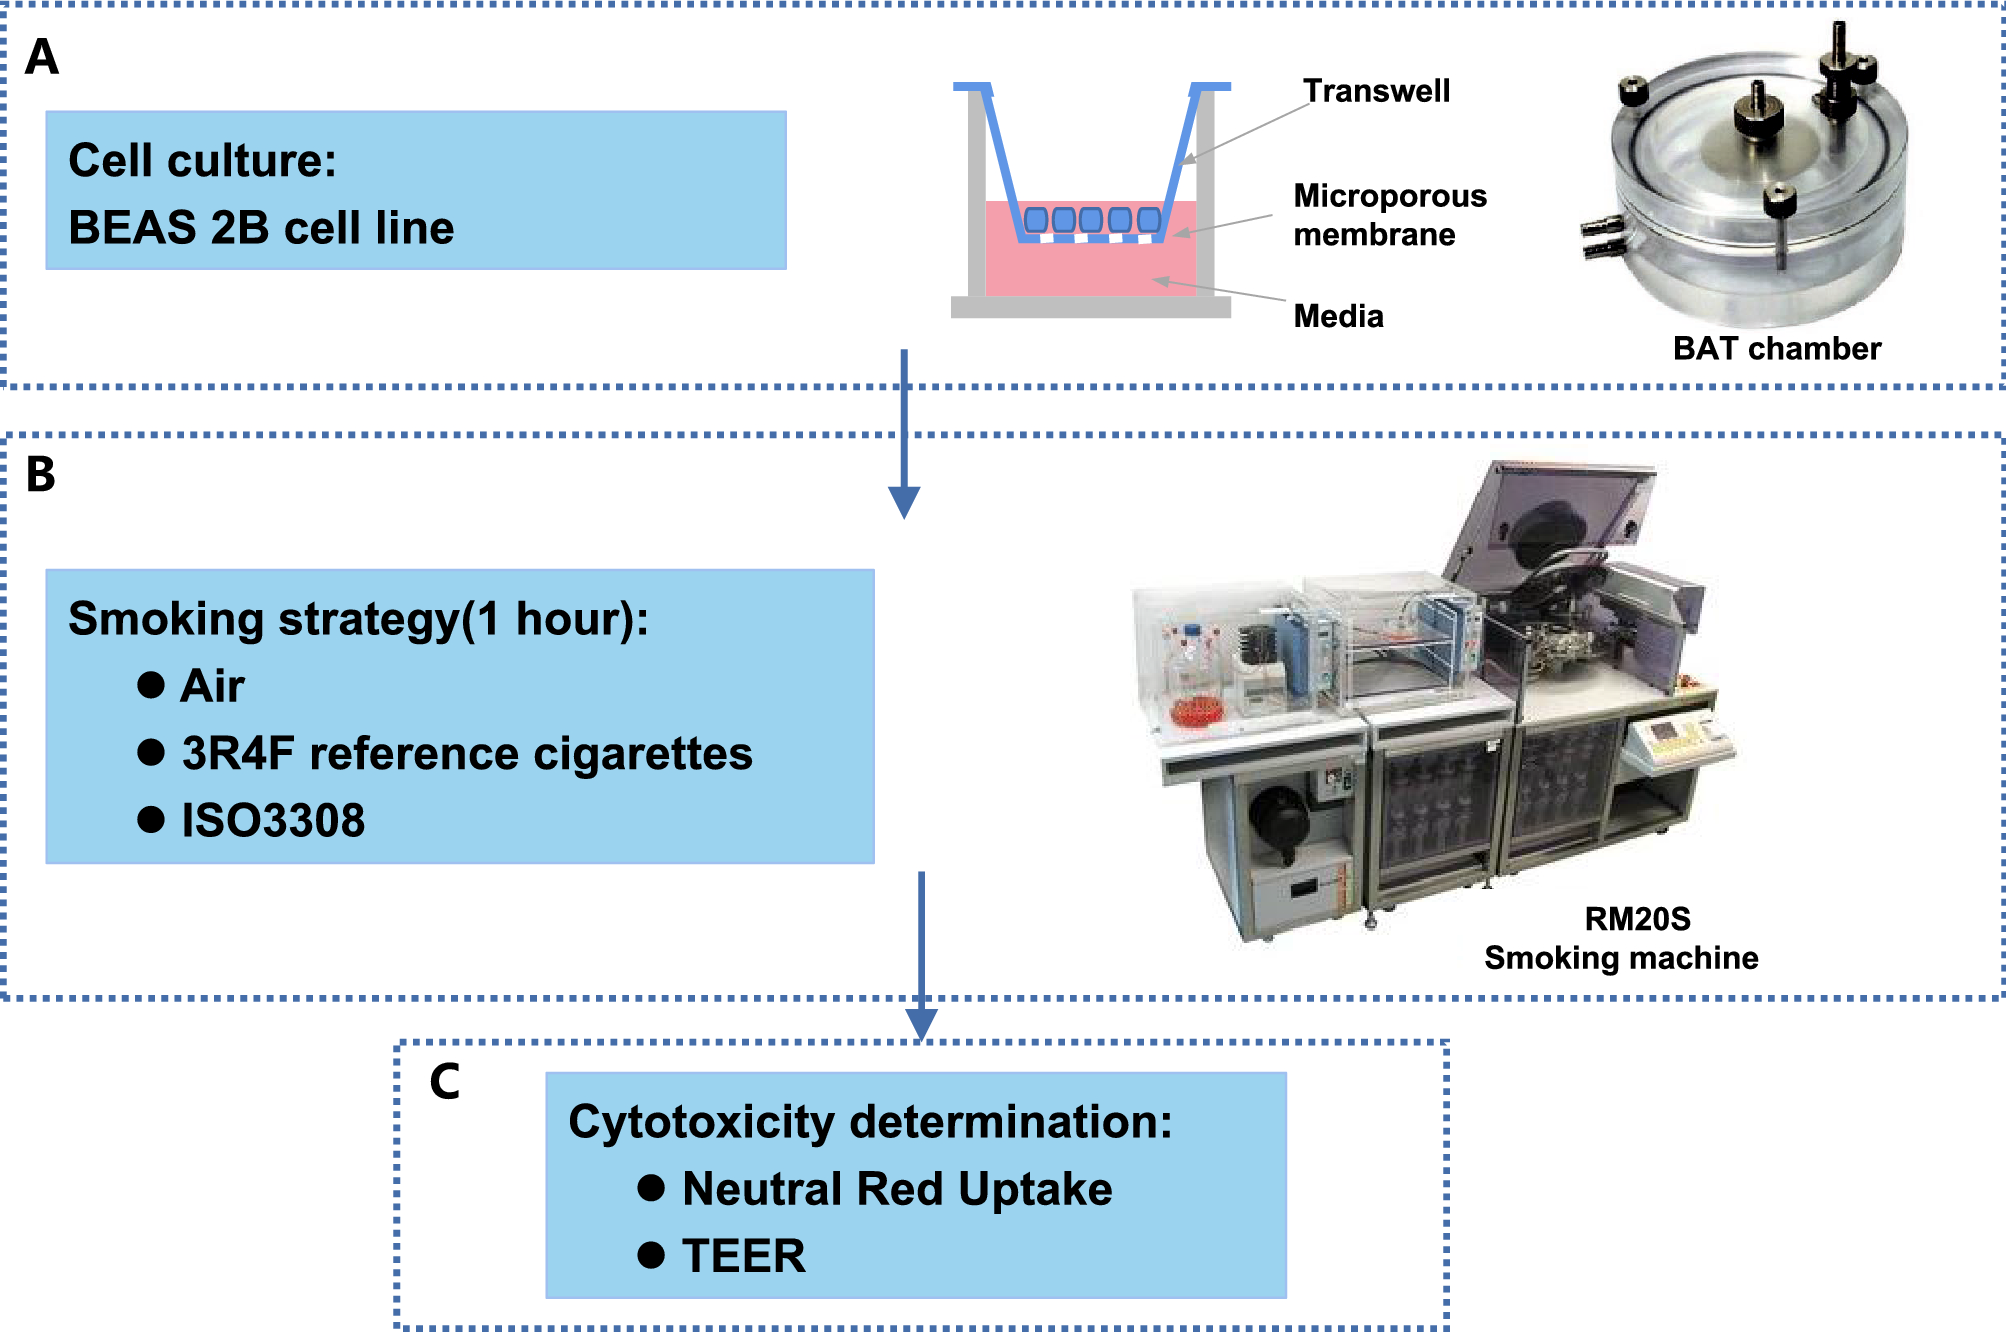 A
Cell culture:
BEAS 2B cell line
Transwell
Microporous
membrane
Media
BAT chamber
B
Smoking strategy(1 hour):
● Air
● 3R4F reference cigarettes
● ISO3308
RM20S
Smoking machine
C
Cytotoxicity determination:
● Neutral Red Uptake
● TEER